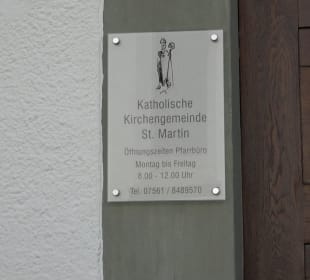 Katholische
Kirchengemeinde
St. Martin
Öffnungszeiten Pfarrbüro
Montag bis Freitag
8.00 - 12.00 Uhr
Tel. 07561 / 8489570